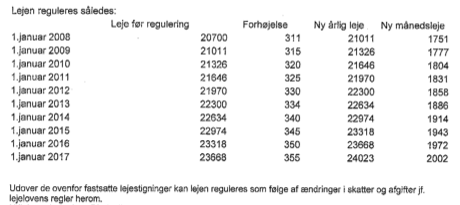 Lejen reguleres således:
Leje før regulering Forhøjelse Ny årlig leje Ny månedsleje
1.januar 2008 20700 311 21011 1751
1.januar 2009 21011 315 21326 1777
1.januar 2010 21326 320 21646 1804
1.januar 2011 21646 325 21970 1831
1.januar 2012 21970 330 22300 1858
1.januar 2013 22300 334 22634 1886
1.januar 2014 22634 340 22974 1914
1.januar 2015 22974 345 23318 1943
1.januar 2016 23318 350 23668 1972
1.januar 2017 23668 355 24023 2002
Udover de ovenfor fastsatte lejestigninger kan lejen reguleres som følge af ændringer i skatter og afgifter jf.
lejelovens regler herom.